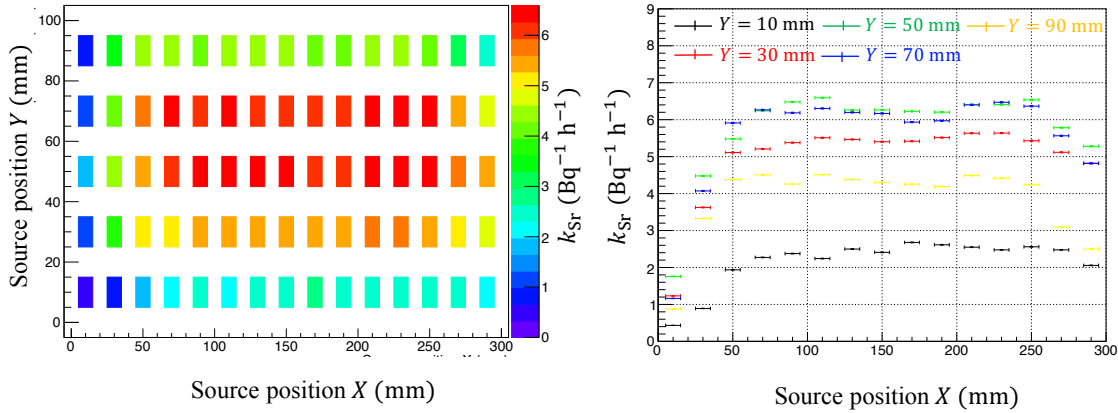 100
80
60
40
20
0
Source position Y (mm)
0 50 100 150 200 250 300
Source position X (mm)
6
5
4
3
2
1
0
k_Sr (Bq⁻¹ h⁻¹)
Y = 10 mm Y = 50 mm Y = 90 mm
Y = 30 mm Y = 70 mm
9
8
7
6
5
4
3
2
1
0
k_Sr (Bq⁻¹ h⁻¹)
0 50 100 150 200 250 300
Source position X (mm)